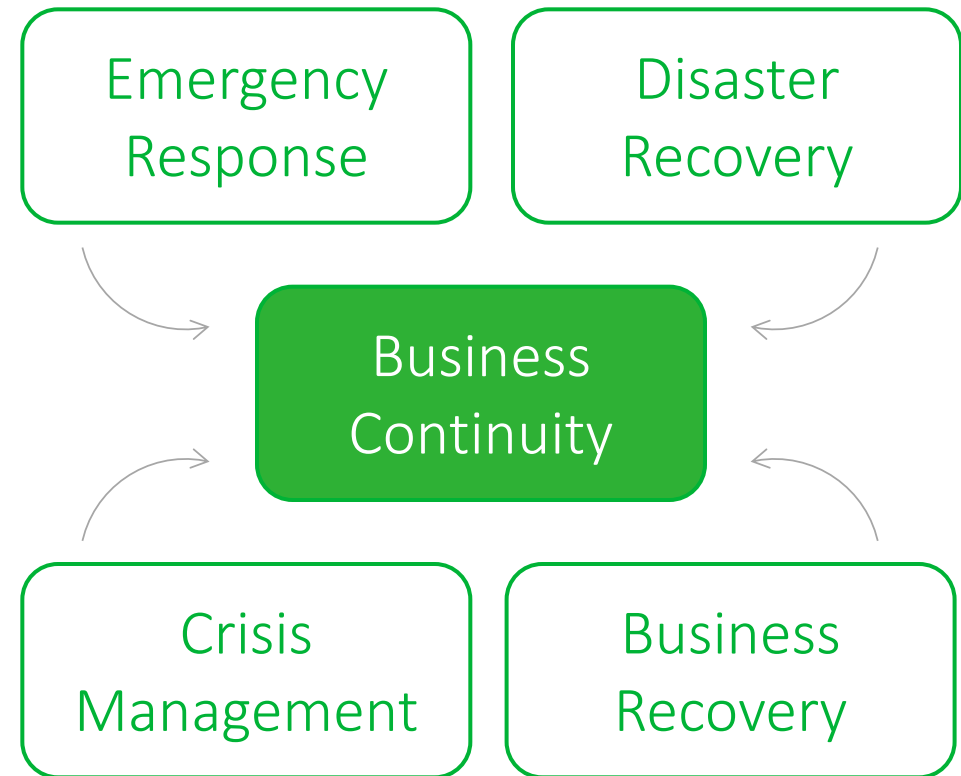 Emergency
Response
Disaster
Recovery
Business
Continuity
Crisis
Management
Business
Recovery